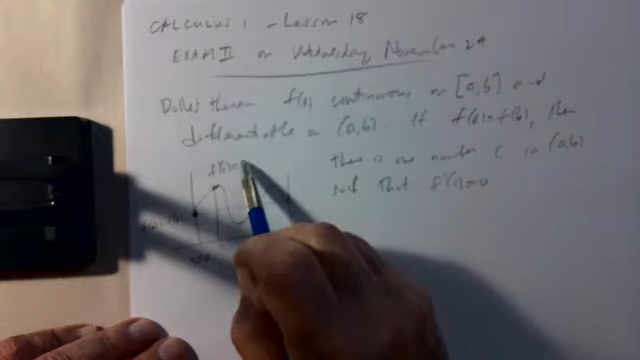 CALCULUS 1 - Lesson 18
EXAM II on Wednesday, November 29
theorem f(x) continuous on [a,b] and
differentiable on (a,b) If f(a)=f(b), then
There is one number c in (a,b)
such that f'(c)=0